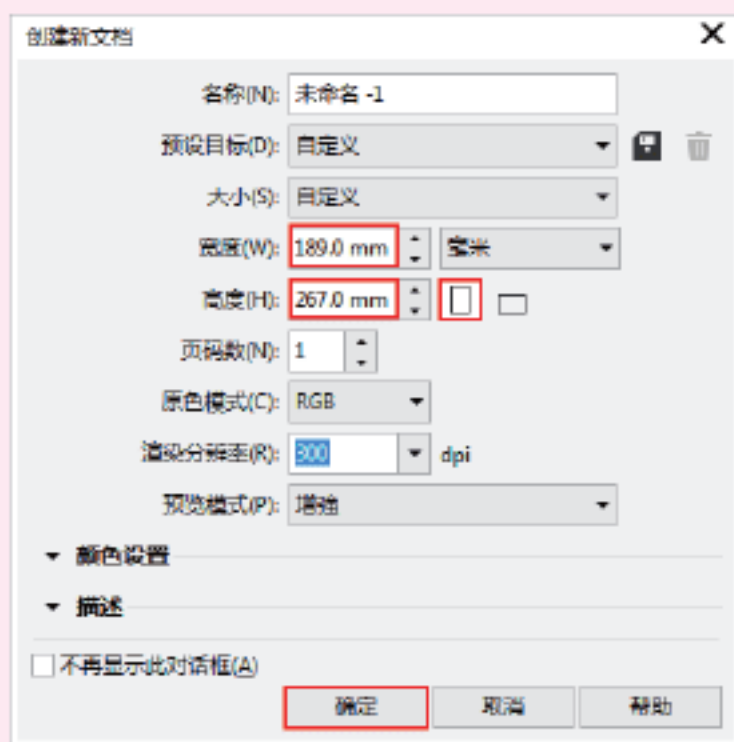 创建新文档
名称(N): 未命名 -1
预设目标(D): 自定义
大小(S): 自定义
宽度(W): 189.0 mm 毫米
高度(H): 267.0 mm
页码数(N): 1
原色模式(C): RGB
渲染分辨率(R): 300 dpi
预览模式(P): 增强
颜色设置
描述
不再显示此对话框(A)
确定 取消 帮助